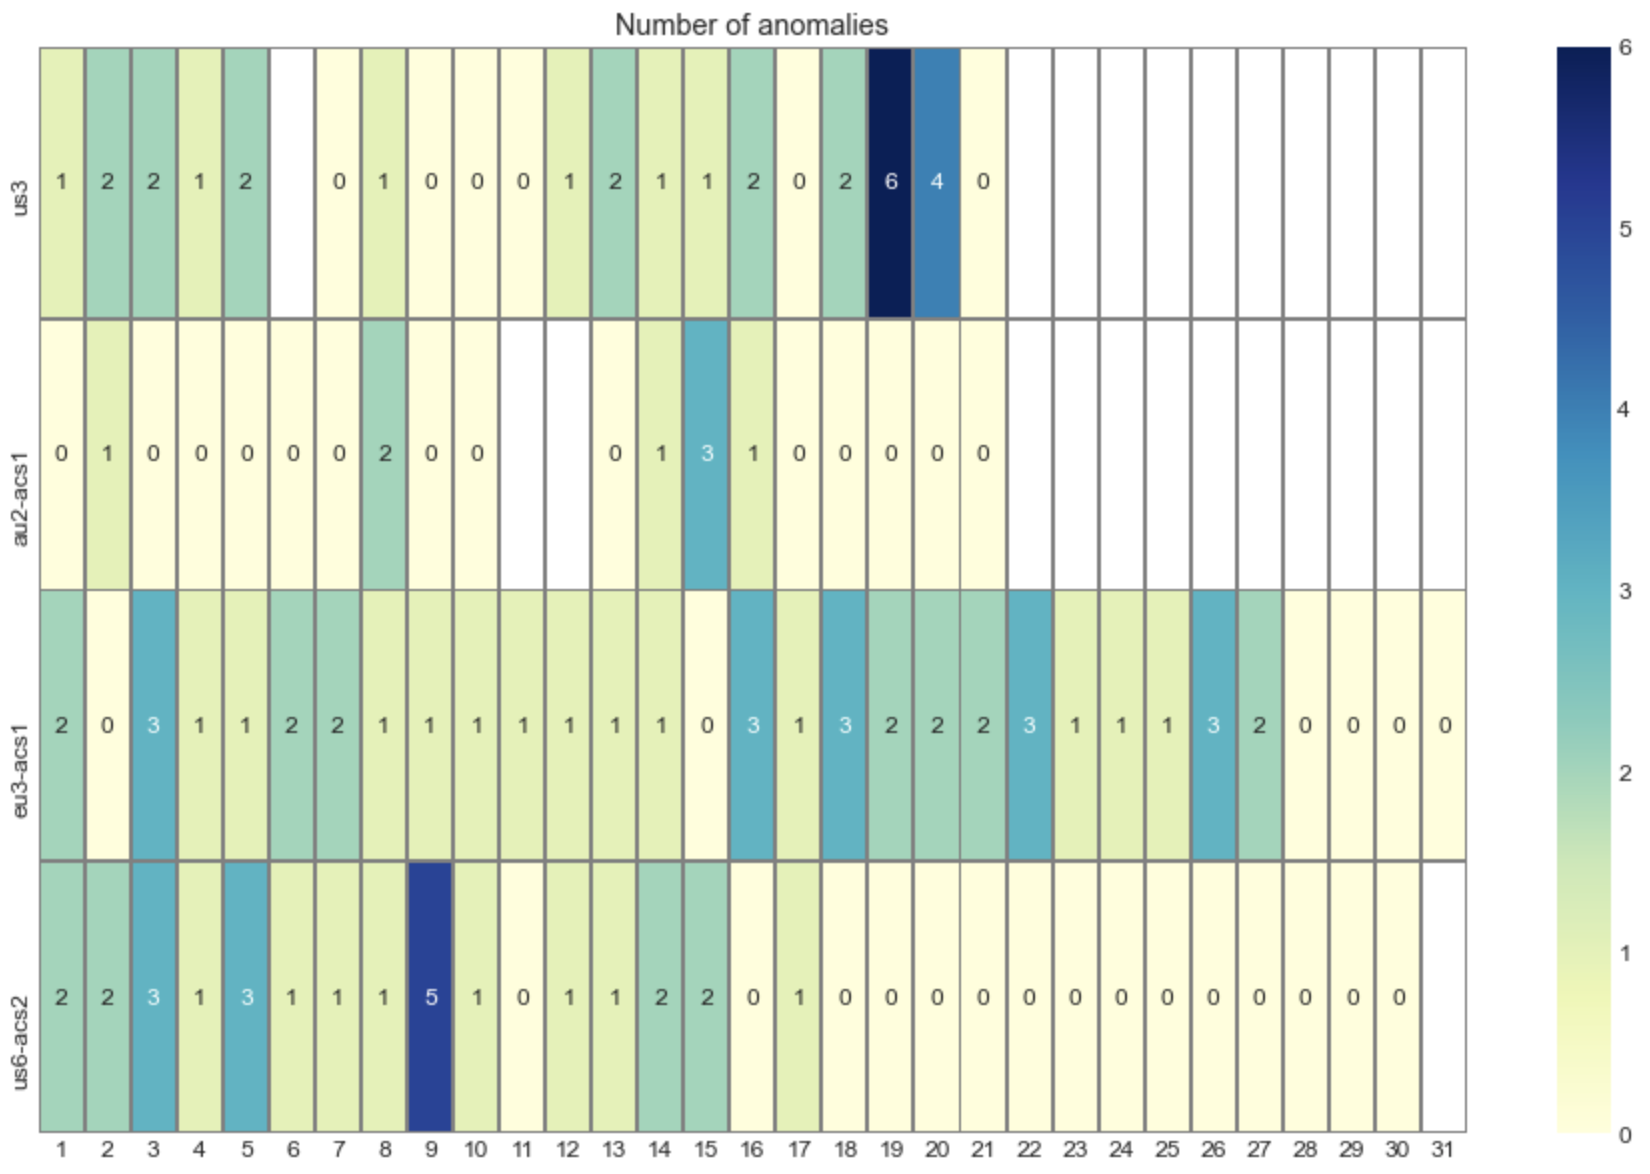 Number of anomalies
us3 1 2 2 1 2 0 1 0 0 0 1 2 1 1 2 0 2 6 4 0
au2-acs1 0 1 0 0 0 0 0 2 0 0 0 1 3 1 0 0 0 0 0
eu3-acs1 2 0 3 1 1 2 2 1 1 1 1 1 1 1 0 3 1 3 2 2 2 3 1 1 1 3 2 0 0 0 0
us6-acs2 2 2 3 1 3 1 1 1 5 1 0 1 1 2 2 0 1 0 0 0 0 0 0 0 0 0 0 0 0 0
1 2 3 4 5 6 7 8 9 10 11 12 13 14 15 16 17 18 19 20 21 22 23 24 25 26 27 28 29 30 31
6
5
4
3
2
1
0